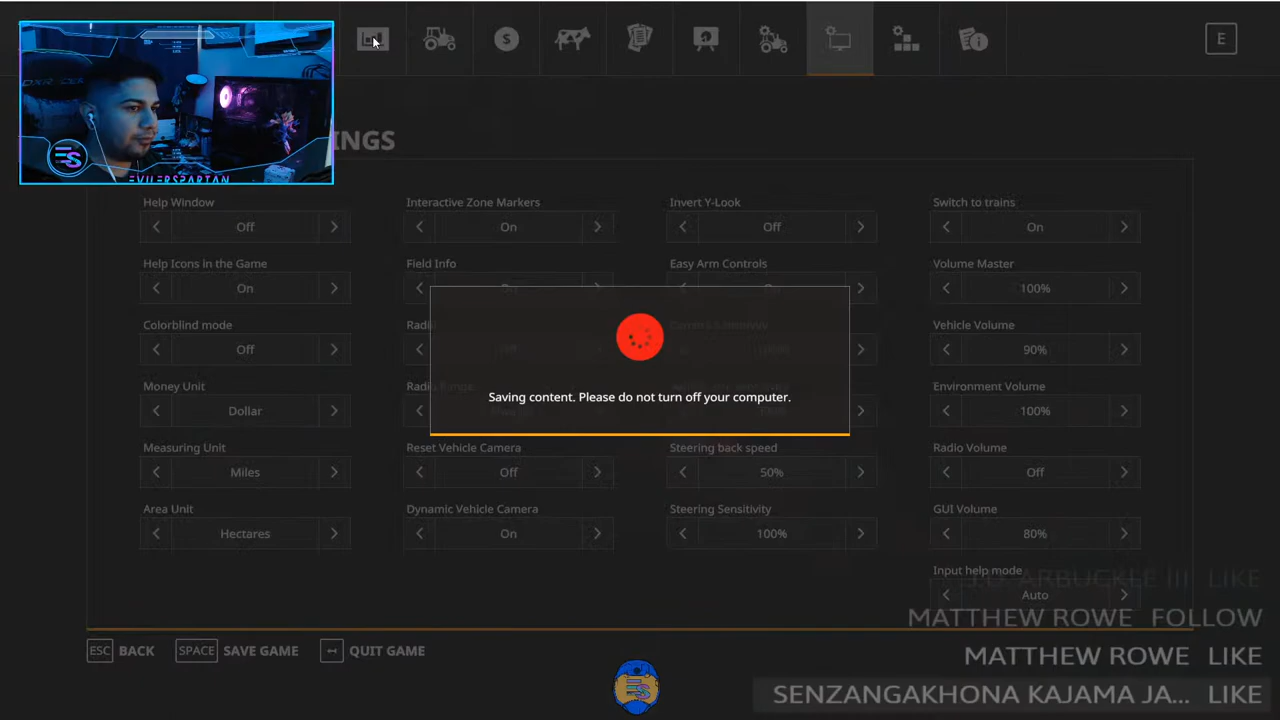 E
INGS
EVILERSPARTAN
Help Window
Off
Interactive Zone Markers
On
Invert Y-Look
Off
Switch to trains
On
Help Icons in the Game
On
Field Info
Easy Arm Controls
Volume Master
100%
Colorblind mode
Off
Vehicle Volume
90%
Saving content. Please do not turn off your computer.
Money Unit
Dollar
Environment Volume
100%
Measuring Unit
Miles
Reset Vehicle Camera
Off
Steering back speed
50%
Radio Volume
Off
Area Unit
Hectares
Dynamic Vehicle Camera
On
Steering Sensitivity
100%
GUI Volume
80%
Input help mode
Auto
J.D. ARBUCKLE III LIKE
MATTHEW ROWE FOLLOW
MATTHEW ROWE LIKE
SENZANGAKHONA KAJAMA JA... LIKE
ESC BACK SPACE SAVE GAME QUIT GAME
ES